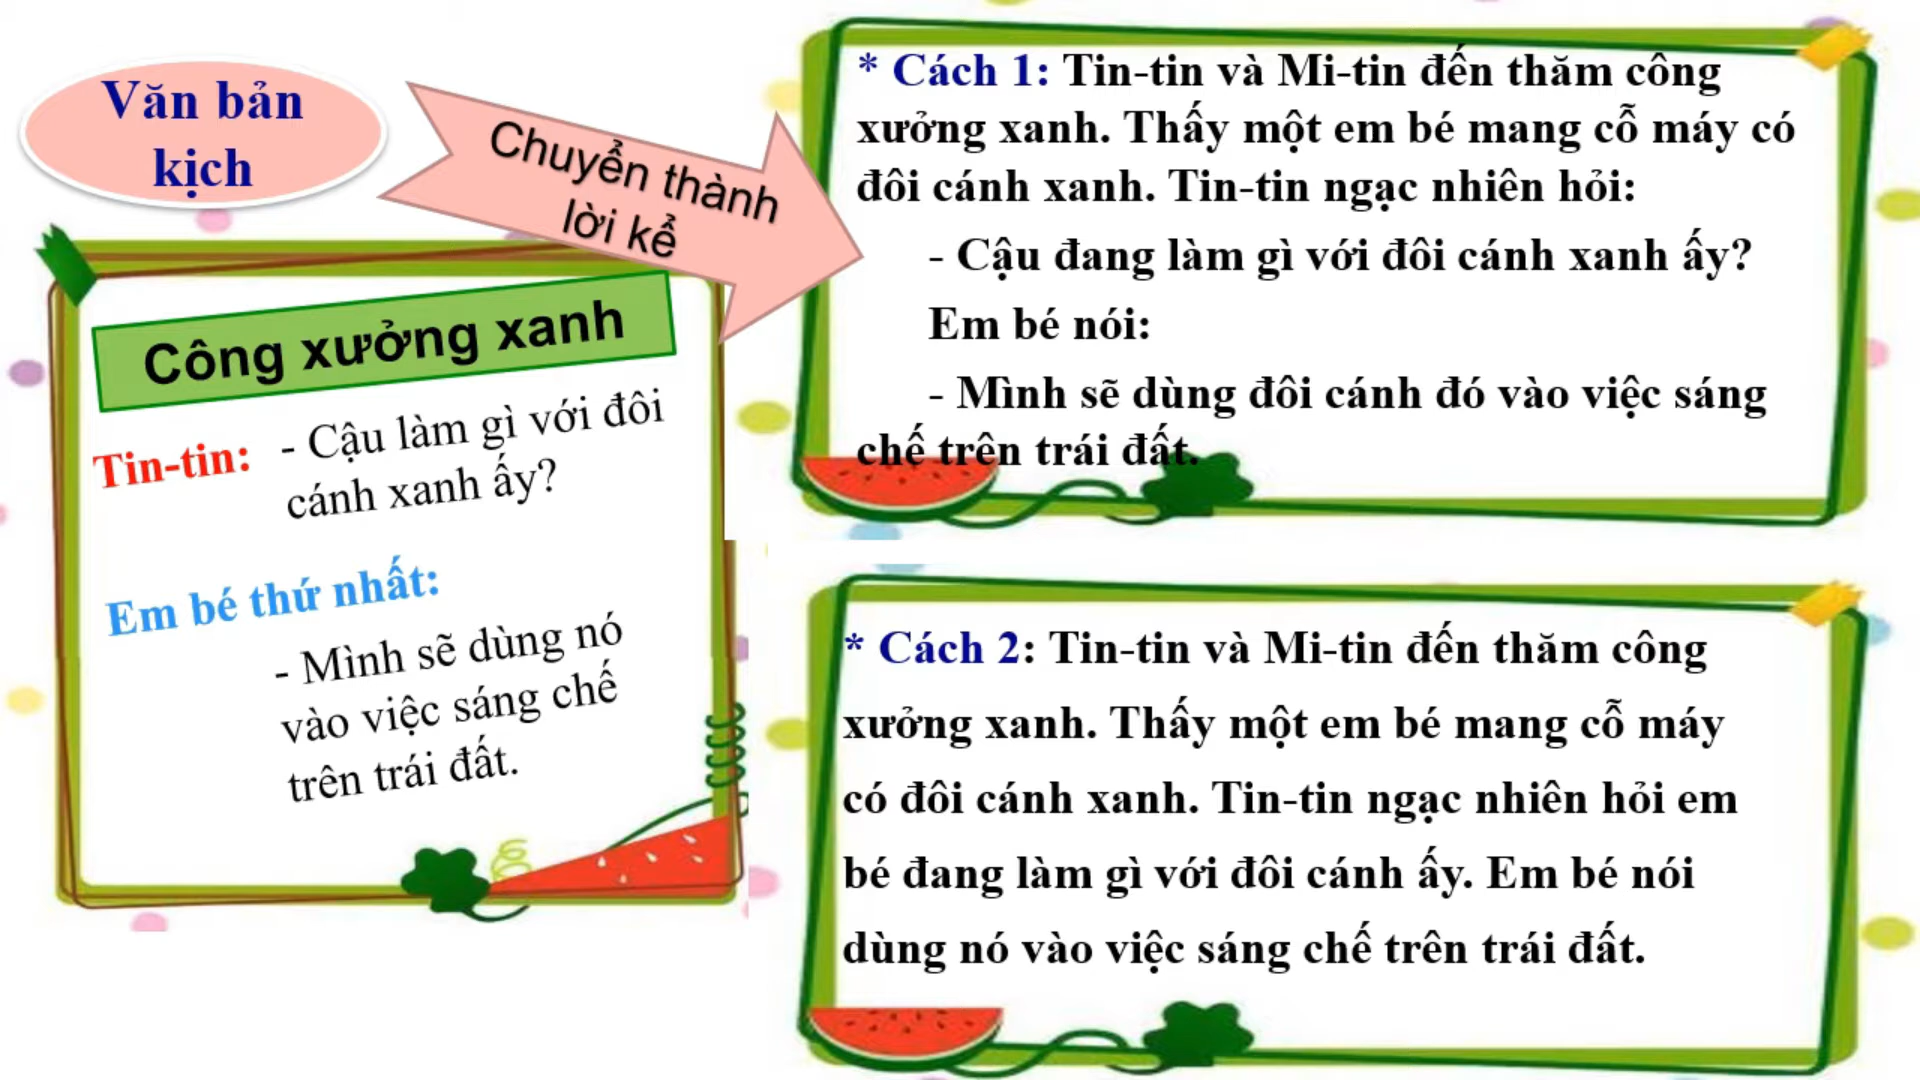 Văn bản
kịch
Chuyển thành
lời kể
Công xưởng xanh
Tin-tin: - Cậu làm gì với đôi
cánh xanh ấy?
Em bé thứ nhất:
- Mình sẽ dùng nó
vào việc sáng chế
trên trái đất.
* Cách 1: Tin-tin và Mi-tin đến thăm công
xưởng xanh. Thấy một em bé mang cỗ máy có
đôi cánh xanh. Tin-tin ngạc nhiên hỏi:
- Cậu đang làm gì với đôi cánh xanh ấy?
Em bé nói:
- Mình sẽ dùng đôi cánh đó vào việc sáng
chế trên trái đất.
* Cách 2: Tin-tin và Mi-tin đến thăm công
xưởng xanh. Thấy một em bé mang cỗ máy
có đôi cánh xanh. Tin-tin ngạc nhiên hỏi em
bé đang làm gì với đôi cánh ấy. Em bé nói
dùng nó vào việc sáng chế trên trái đất.